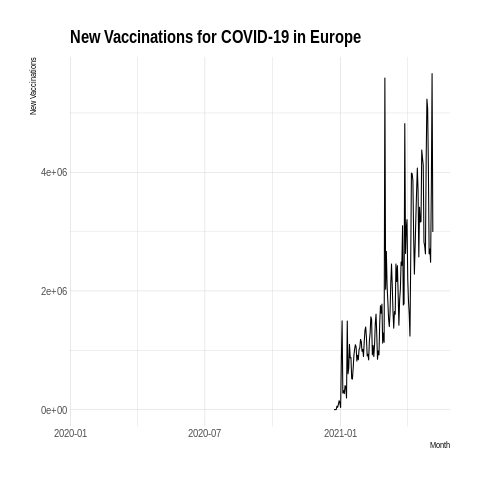 New Vaccinations for COVID-19 in Europe
New Vaccinations
4e+06
2e+06
0e+00
2020-01 2020-07 2021-01
Month